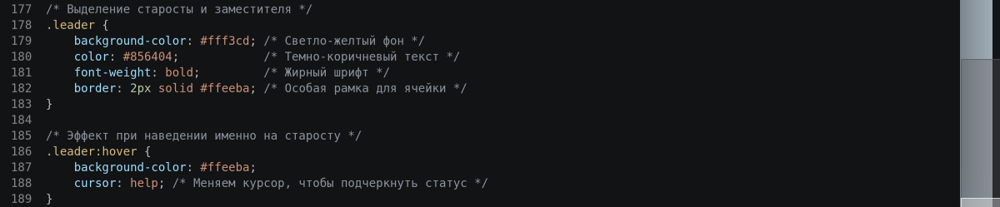 177 /* Выделение старосты и заместителя */
178 .leader {
179     background-color: #fff3cd; /* Светло-желтый фон */
180     color: #856404;            /* Темно-коричневый текст */
181     font-weight: bold;         /* Жирный шрифт */
182     border: 2px solid #ffeeba; /* Особая рамка для ячейки */
183 }
184
185 /* Эффект при наведении именно на старосту */
186 .leader:hover {
187     background-color: #ffeeba;
188     cursor: help; /* Меняем курсор, чтобы подчеркнуть статус */
189 }